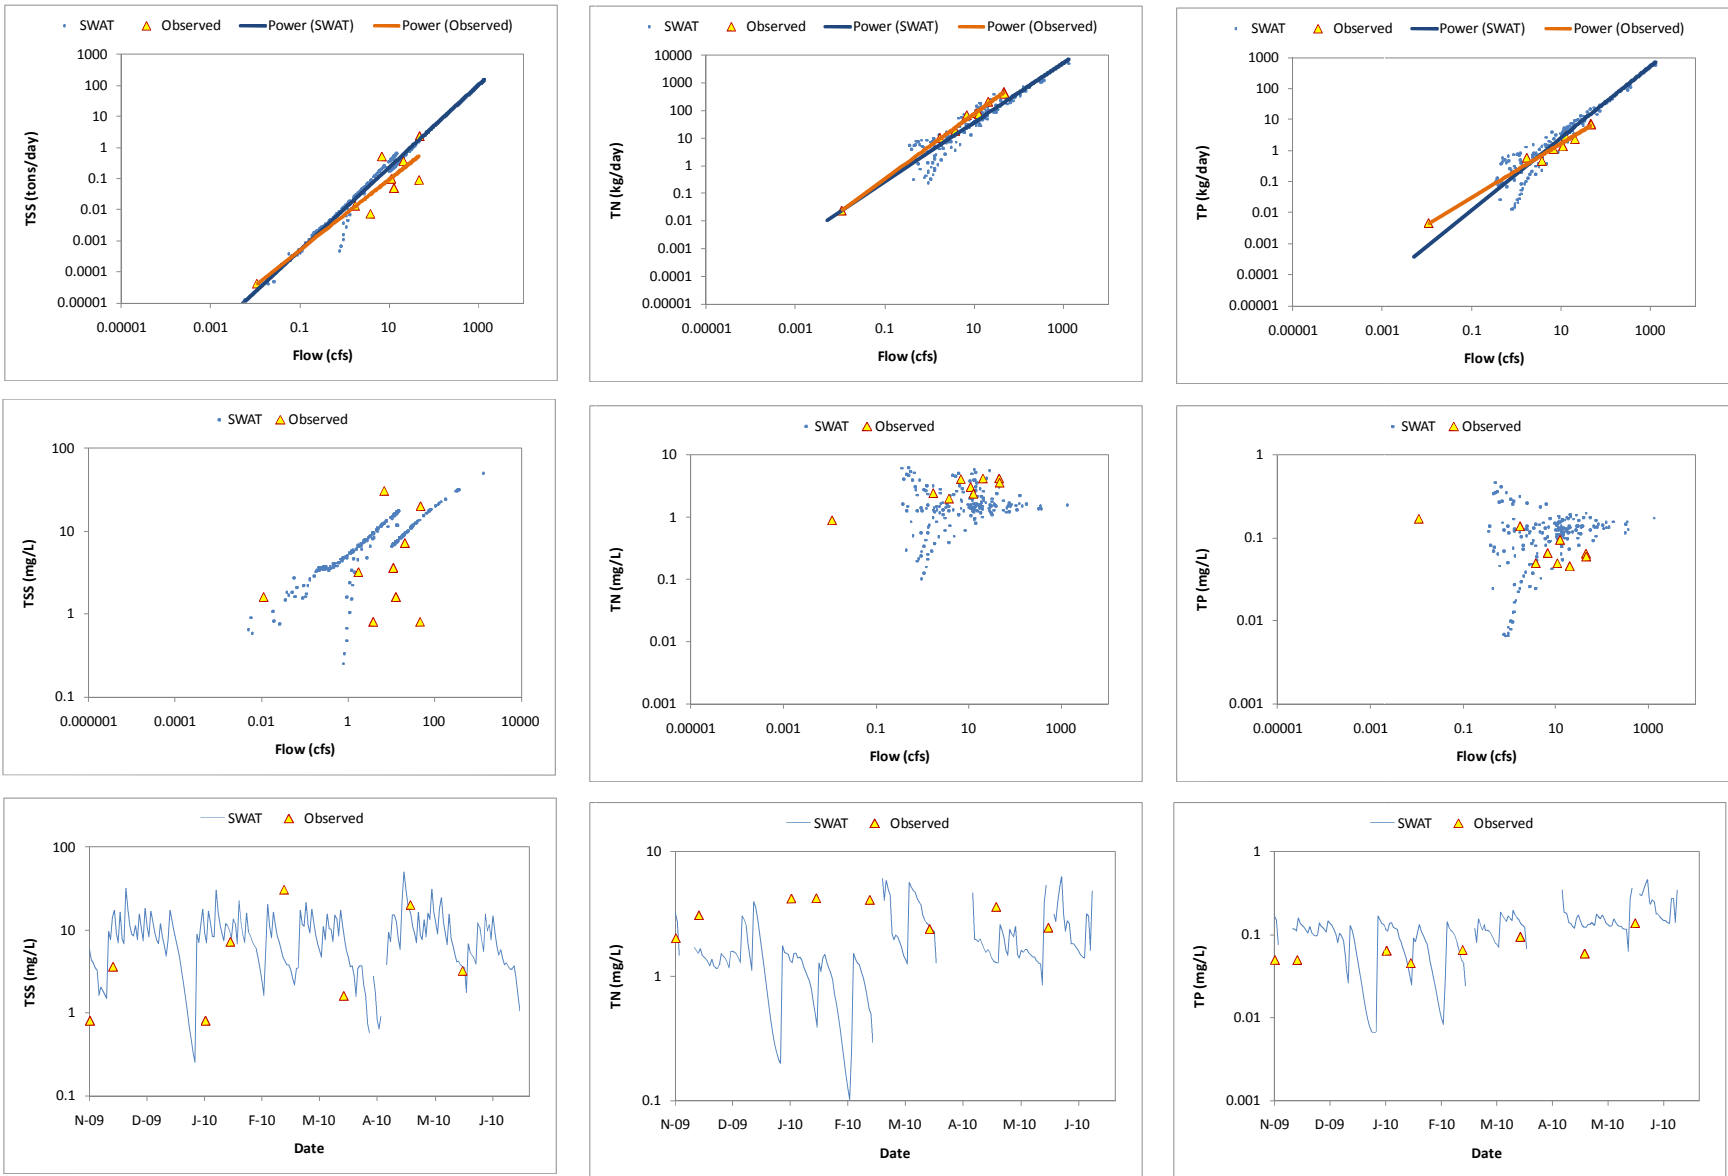 SWAT Observed Power (SWAT) Power (Observed)
TSS (tons/day)
1000
100
10
1
0.1
0.01
0.001
0.0001
0.00001
0.00001 0.001 0.1 10 1000
Flow (cfs)
SWAT Observed Power (SWAT) Power (Observed)
TN (kg/day)
10000
1000
100
10
1
0.1
0.01
0.001
0.0001
0.00001
0.00001 0.001 0.1 10 1000
Flow (cfs)
SWAT Observed Power (SWAT) Power (Observed)
TP (kg/day)
1000
100
10
1
0.1
0.01
0.001
0.0001
0.00001
0.00001 0.001 0.1 10 1000
Flow (cfs)
SWAT Observed
TSS (mg/L)
100
10
1
0.1
0.000001 0.0001 0.01 1 100 10000
Flow (cfs)
SWAT Observed
TN (mg/L)
10
1
0.1
0.01
0.001
0.00001 0.001 0.1 10 1000
Flow (cfs)
SWAT Observed
TP (mg/L)
1
0.1
0.01
0.001
0.00001 0.001 0.1 10 1000
Flow (cfs)
SWAT Observed
TSS (mg/L)
100
10
1
0.1
N-09 D-09 J-10 F-10 M-10 A-10 M-10 J-10
Date
SWAT Observed
TN (mg/L)
10
1
0.1
N-09 D-09 J-10 F-10 M-10 A-10 M-10 J-10
Date
SWAT Observed
TP (mg/L)
1
0.1
0.01
0.001
N-09 D-09 J-10 F-10 M-10 A-10 M-10 J-10
Date